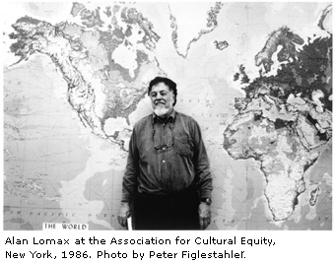 THE WORLD
Alan Lomax at the Association for Cultural Equity,
New York, 1986. Photo by Peter Figlestahler.